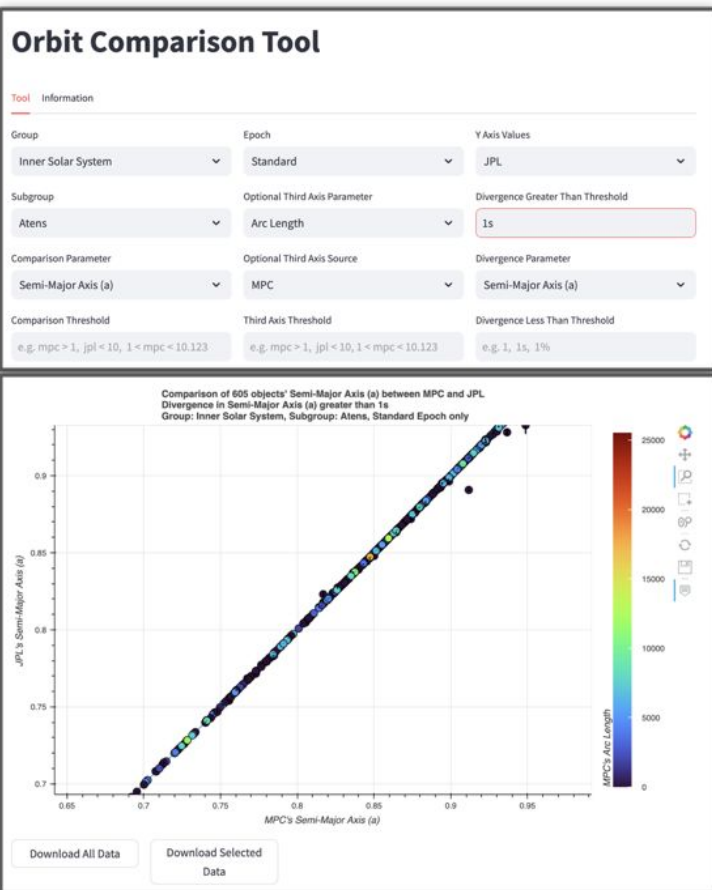 Orbit Comparison Tool
Tool Information
Group Epoch Y Axis Values
Inner Solar System Standard JPL
Subgroup Optional Third Axis Parameter Divergence Greater Than Threshold
Atens Arc Length 1s
Comparison Parameter Optional Third Axis Source Divergence Parameter
Semi-Major Axis (a) MPC Semi-Major Axis (a)
Comparison Threshold Third Axis Threshold Divergence Less Than Threshold
e.g. mpc > 1, jpl < 10, 1 < mpc < 10.123 e.g. mpc > 1, jpl < 10, 1 < mpc < 10.123 e.g. 1, 1s, 1%
Comparison of 605 objects' Semi-Major Axis (a) between MPC and JPL
Divergence in Semi-Major Axis (a) greater than 1s
Group: Inner Solar System, Subgroup: Atens, Standard Epoch only
JPL's Semi-Major Axis (a)
0.9
0.85
0.8
0.75
0.7
0.65 0.7 0.75 0.8 0.85 0.9 0.95
MPC's Semi-Major Axis (a)
MPC's Arc Length
25000
20000
15000
10000
5000
0
Download All Data
Download Selected
Data